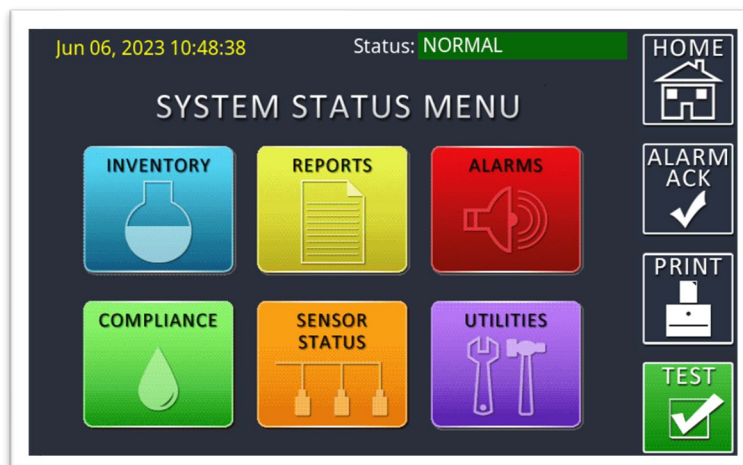 Jun 06, 2023 10:48:38
Status: NORMAL
SYSTEM STATUS MENU
INVENTORY
REPORTS
ALARMS
COMPLIANCE
SENSOR
STATUS
UTILITIES
HOME
ALARM
ACK
PRINT
TEST